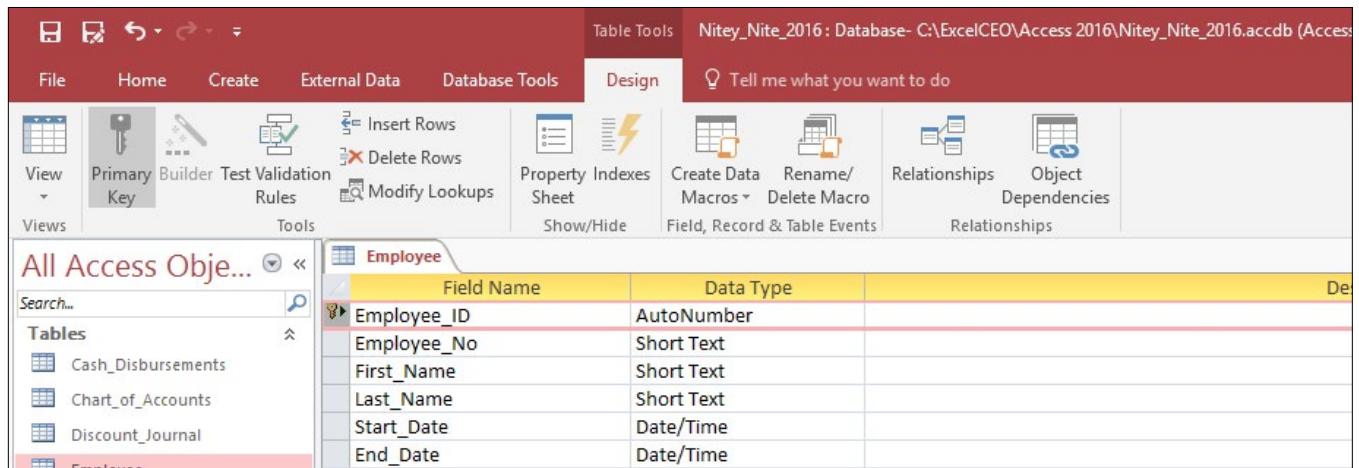 Table Tools Nitey_Nite_2016 : Database- C:\ExcelCEO\Access 2016\Nitey_Nite_2016.accdb (Access
File Home Create External Data Database Tools Design Tell me what you want to do
View
Primary Key
Builder
Test Validation Rules
Insert Rows
Delete Rows
Modify Lookups
Property Sheet
Indexes
Create Data Macros
Rename/ Delete Macro
Relationships
Object Dependencies
Views Tools Show/Hide Field, Record & Table Events Relationships
All Access Obje... «
Search...
Tables
Cash_Disbursements
Chart_of_Accounts
Discount_Journal
Employee
Employee
Field Name Data Type
Employee_ID AutoNumber
Employee_No Short Text
First_Name Short Text
Last_Name Short Text
Start_Date Date/Time
End_Date Date/Time